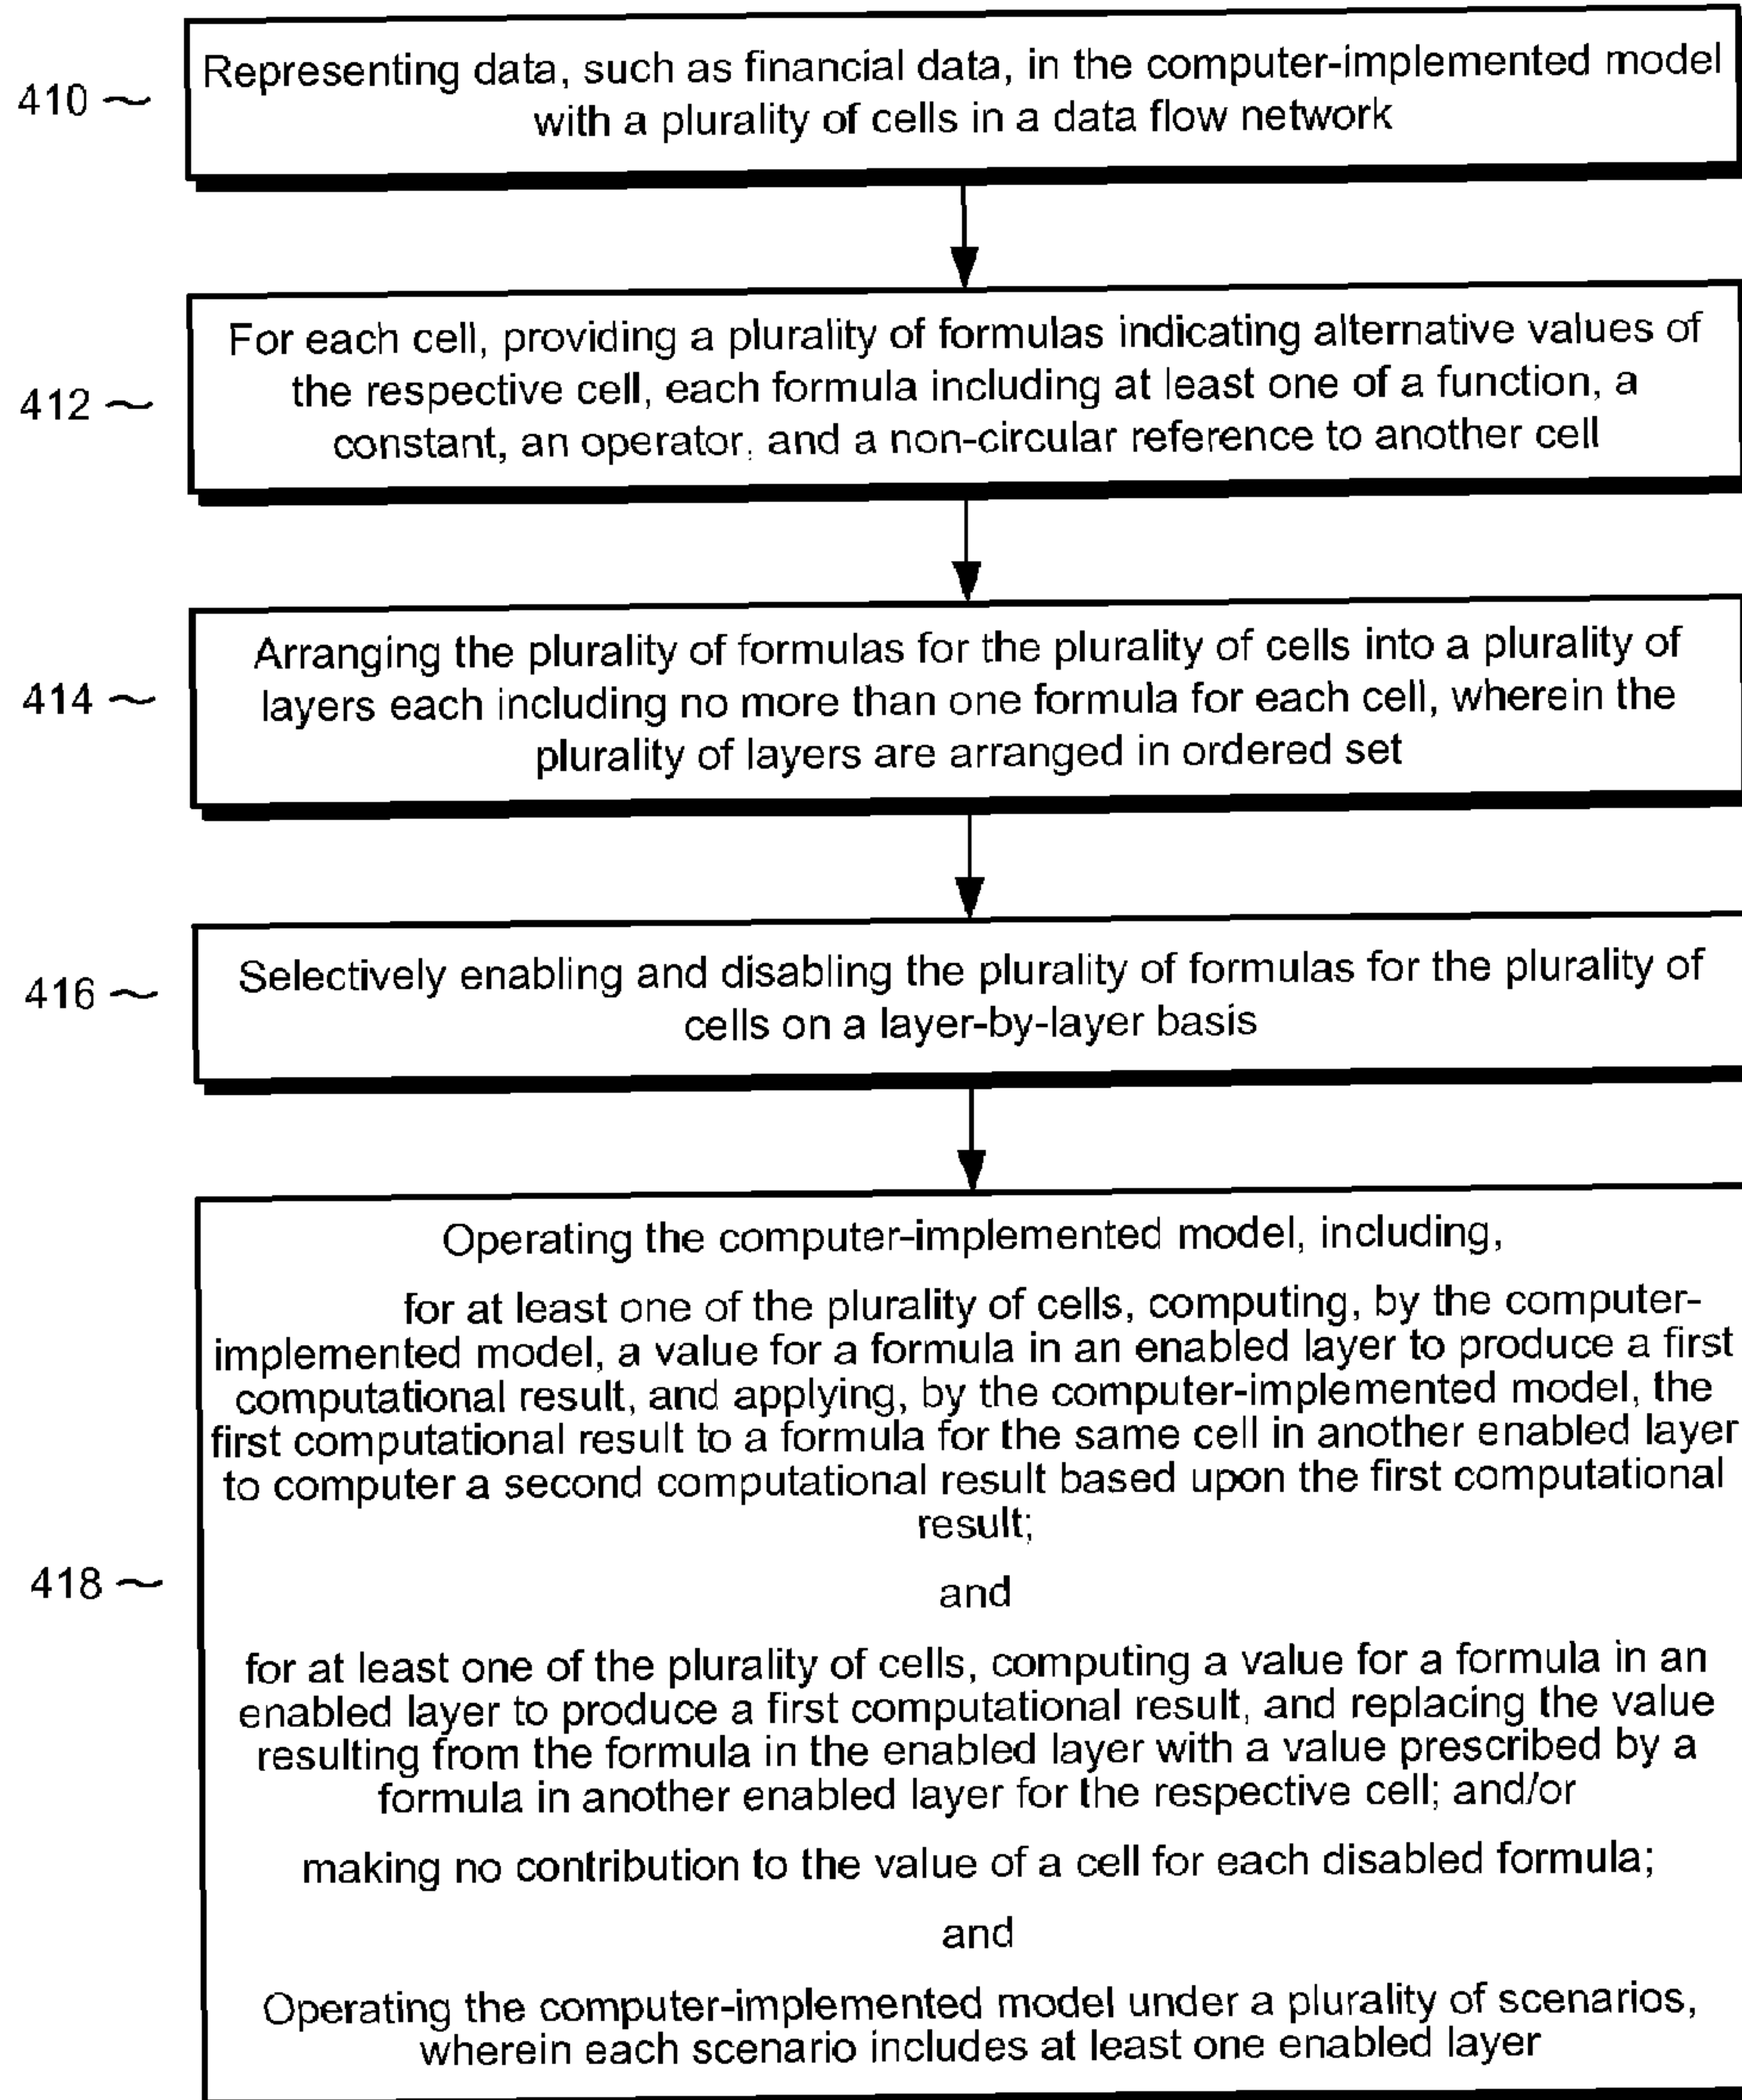 410 ~
Representing data, such as financial data, in the computer-implemented model
with a plurality of cells in a data flow network
412 ~
For each cell, providing a plurality of formulas indicating alternative values of
the respective cell, each formula including at least one of a function, a
constant, an operator, and a non-circular reference to another cell
414 ~
Arranging the plurality of formulas for the plurality of cells into a plurality of
layers each including no more than one formula for each cell, wherein the
plurality of layers are arranged in ordered set
416 ~
Selectively enabling and disabling the plurality of formulas for the plurality of
cells on a layer-by-layer basis
418 ~
Operating the computer-implemented model, including,
for at least one of the plurality of cells, computing, by the computer-
implemented model, a value for a formula in an enabled layer to produce a first
computational result, and applying, by the computer-implemented model, the
first computational result to a formula for the same cell in another enabled layer
to computer a second computational result based upon the first computational
result;
and
for at least one of the plurality of cells, computing a value for a formula in an
enabled layer to produce a first computational result, and replacing the value
resulting from the formula in the enabled layer with a value prescribed by a
formula in another enabled layer for the respective cell; and/or
making no contribution to the value of a cell for each disabled formula;
and
Operating the computer-implemented model under a plurality of scenarios,
wherein each scenario includes at least one enabled layer